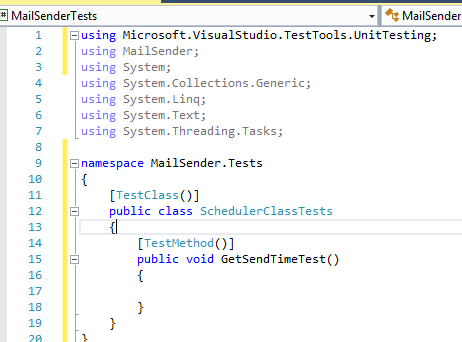 MailSenderTests MailSender
1 using Microsoft.VisualStudio.TestTools.UnitTesting;
2 using MailSender;
3 using System;
4 using System.Collections.Generic;
5 using System.Linq;
6 using System.Text;
7 using System.Threading.Tasks;
8
9 namespace MailSender.Tests
10 {
11 [TestClass()]
12 public class SchedulerClassTests
13 {
14 [TestMethod()]
15 public void GetSendTimeTest()
16 {
17
18 }
19 }
20 }